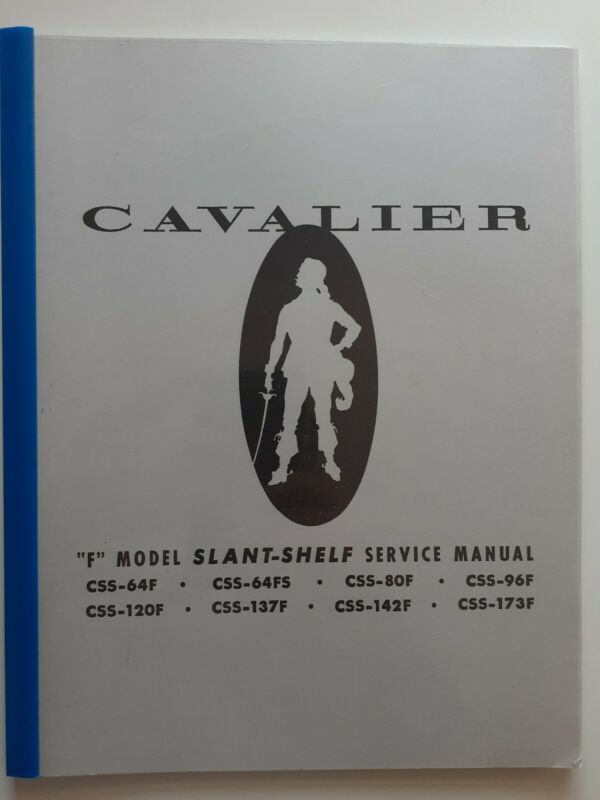 CAVALIER
"F" MODEL SLANT-SHELF SERVICE MANUAL
CSS-64F • CSS-64FS • CSS-80F • CSS-96F
CSS-120F • CSS-137F • CSS-142F • CSS-173F